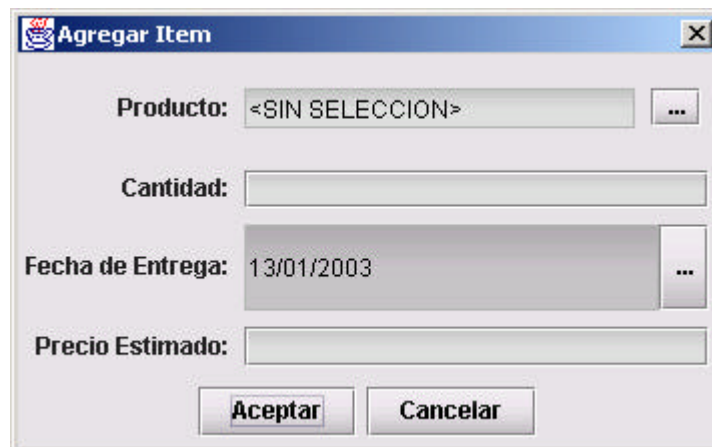 Agregar Item
Producto: <SIN SELECCION> ...
Cantidad:
Fecha de Entrega: 13/01/2003 ...
Precio Estimado:
Aceptar Cancelar